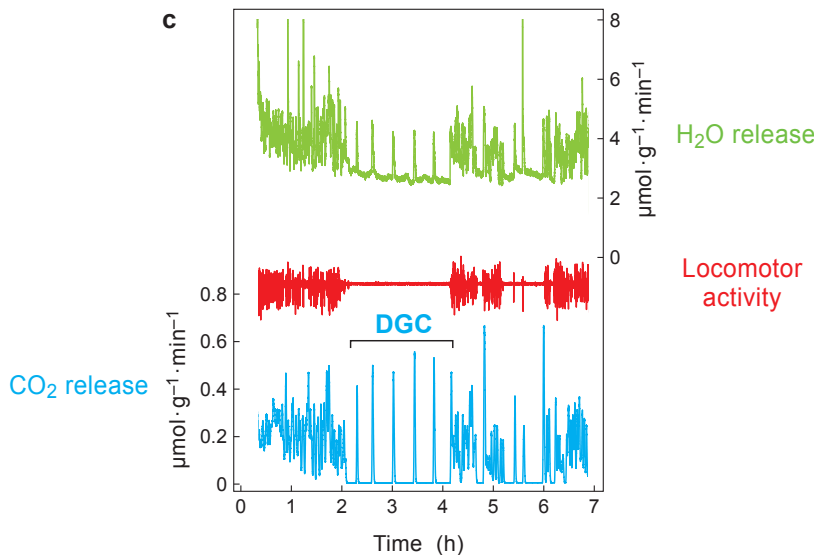 c
8
6
4
2
0
µmol·g⁻¹·min⁻¹
H₂O release
Locomotor
activity
DGC
CO₂ release
µmol·g⁻¹·min⁻¹
0.8
0.6
0.4
0.2
0
0 1 2 3 4 5 6 7
Time (h)